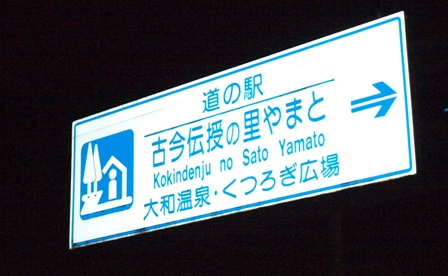 道の駅
古今伝授の里やまと
Kokindenju no Sato Yamato
大和温泉・くつろぎ広場